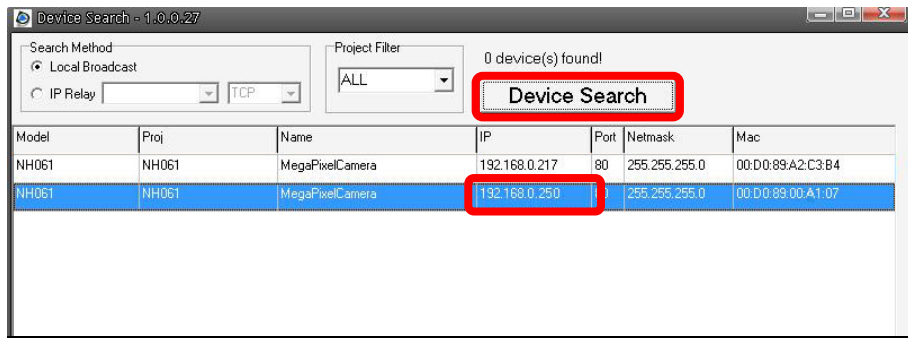 Device Search - 1.0.0.27
Search Method
Local Broadcast
IP Relay TCP
Project Filter
ALL
0 device(s) found!
Device Search
Model Proj Name IP Port Netmask Mac
NH061 NH061 MegaPixelCamera 192.168.0.217 80 255.255.255.0 00:D0:89:A2:C3:B4
NH061 NH061 MegaPixelCamera 192.168.0.250 255.255.255.0 00:D0:89:00:A1:07